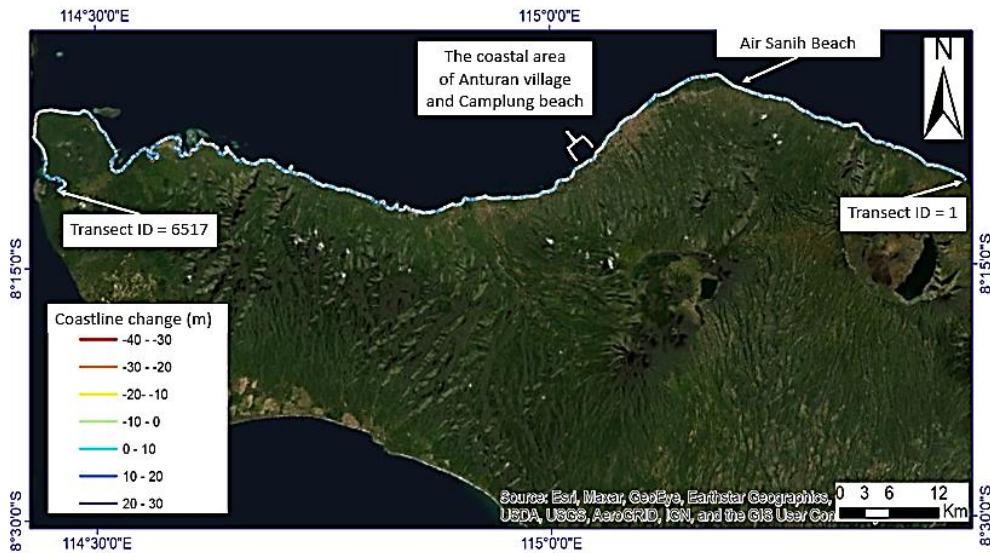 114°30'0"E
115°0'0"E
Air Sanih Beach
The coastal area
of Anturan village
and Camplung beach
N
Transect ID = 6517
Transect ID = 1
8°15'0"S
8°15'0"S
Coastline change (m)
-40 - -30
-30 - -20
-20- -10
-10 - 0
0 - 10
10 - 20
20 - 30
Source: Esri, Maxar, GeoEye, Earthstar Geographics,
USDA, USGS, AeroGRID, IGN, and the GIS User Con
0 3 6 12
Km
8°30'0"S
8°30'0"S
114°30'0"E
115°0'0"E